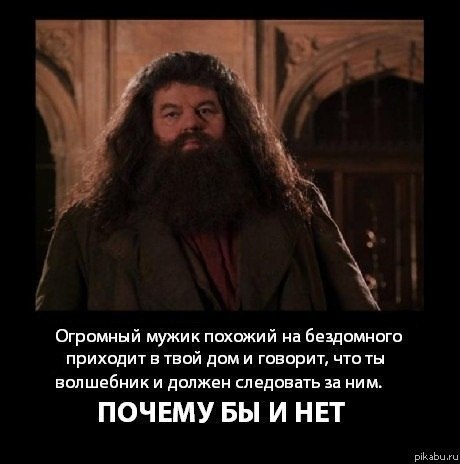 Огромный мужик похожий на бездомного
приходит в твой дом и говорит, что ты
волшебник и должен следовать за ним.
ПОЧЕМУ БЫ И НЕТ
pikabu.ru